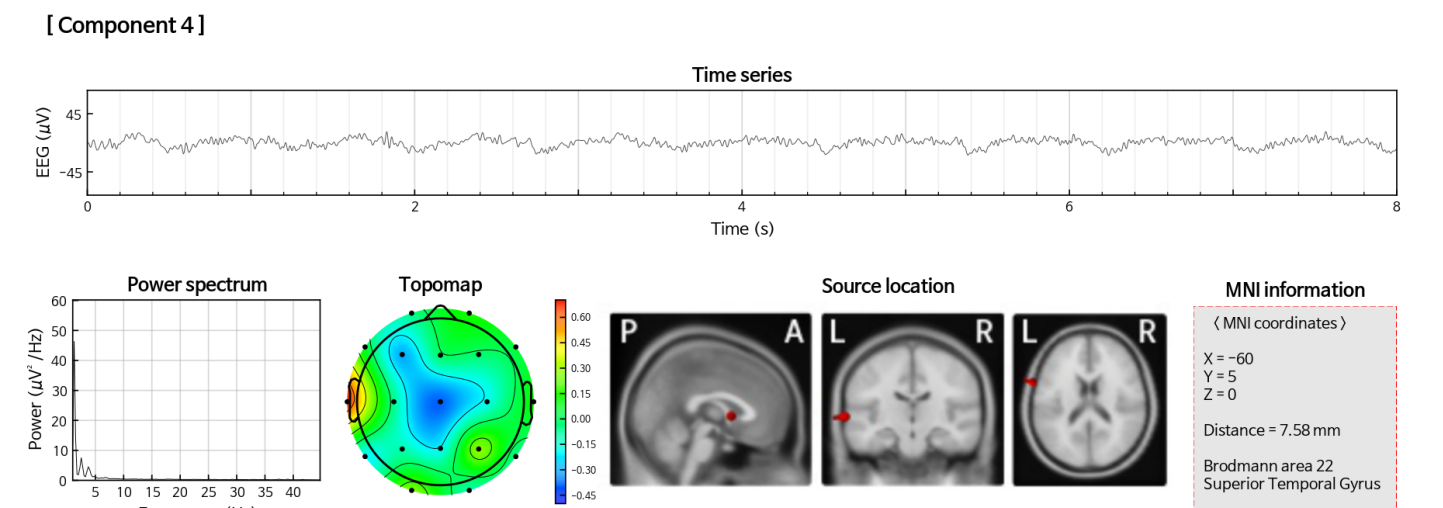 [ Component 4 ]
Time series
EEG (μV)
45
−45
0 2 4 6 8
Time (s)
Power spectrum
Power (μV²/Hz)
60
50
40
30
20
10
0
5 10 15 20 25 30 35 40
Topomap
0.60
0.45
0.30
0.15
0.00
−0.15
−0.30
−0.45
Source location
P A
L R
L R
MNI information
⟨ MNI coordinates ⟩
X = −60
Y = 5
Z = 0
Distance = 7.58 mm
Brodmann area 22
Superior Temporal Gyrus